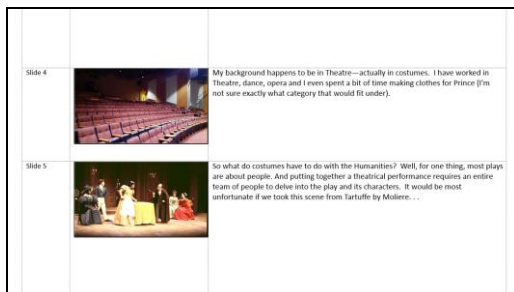 Slide 4
My background happens to be in Theatre—actually in costumes. I have worked in
Theatre, dance, opera and I even spent a bit of time making clothes for Prince (I'm
not sure exactly what category that would fit under).
Slide 5
So what do costumes have to do with the Humanities? Well, for one thing, most plays
are about people. And putting together a theatrical performance requires an entire
team of people to delve into the play and its characters. It would be most
unfortunate if we took this scene from Tartuffe by Moliere. . .